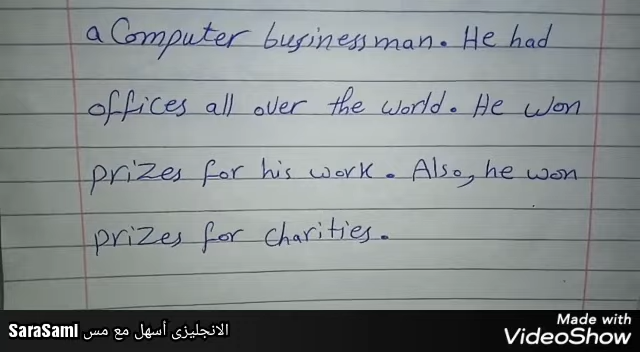 a Computer businessman. He had
offices all over the world. He won
prizes for his work. Also, he won
prizes for charities.
SaraSamI الانجليزى أسهل مع مس
Made with
VideoShow